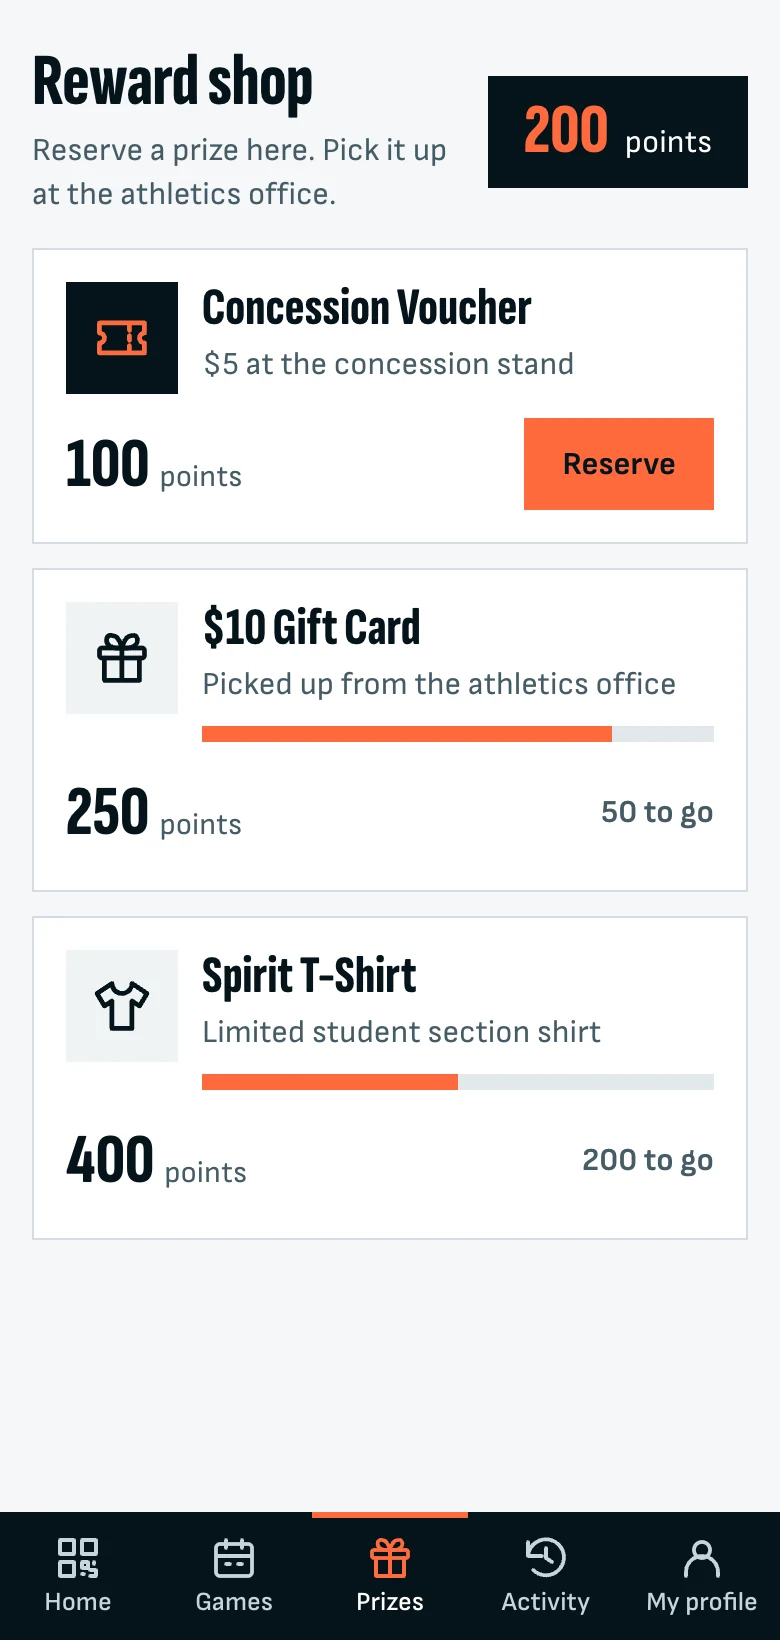 Reward shop
Reserve a prize here. Pick it up
at the athletics office.
200 points
Concession Voucher
$5 at the concession stand
100 points
Reserve
$10 Gift Card
Picked up from the athletics office
250 points
50 to go
Spirit T-Shirt
Limited student section shirt
400 points
200 to go
Home
Games
Prizes
Activity
My profile